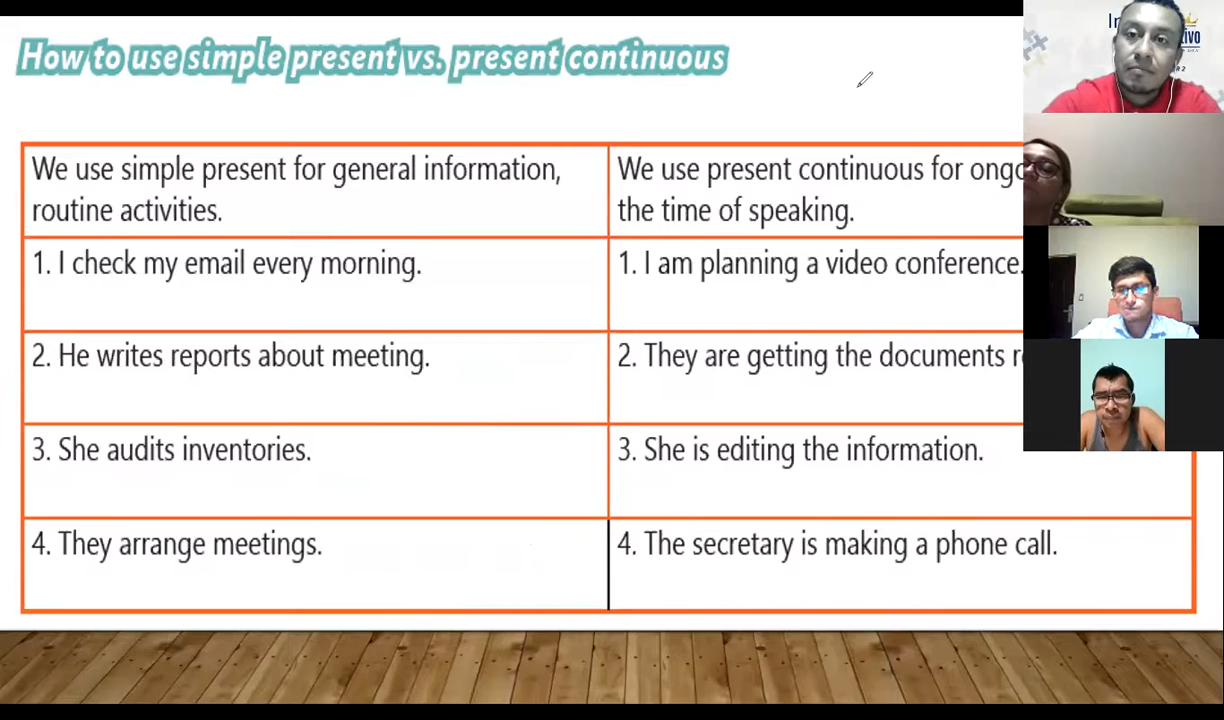 How to use simple present vs. present continuous
We use simple present for general information,
routine activities.
We use present continuous for
the time of speaking.
1. I check my email every morning.
1. I am planning a video conference.
2. He writes reports about meeting.
2. They are getting the documents
3. She audits inventories.
3. She is editing the information.
4. They arrange meetings.
4. The secretary is making a phone call.